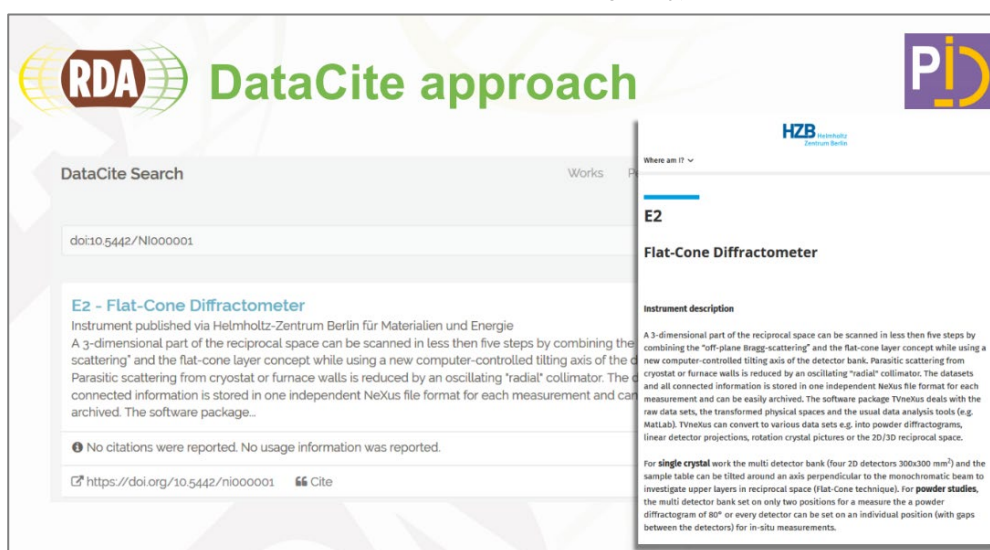 RDA
DataCite approach
PID
DataCite Search
Works
doi:10.5442/NI000001
E2 - Flat-Cone Diffractometer
Instrument published via Helmholtz-Zentrum Berlin für Materialien und Energie
A 3-dimensional part of the reciprocal space can be scanned in less then five steps by combining the
scattering" and the flat-cone layer concept while using a new computer-controlled tilting axis of the d
Parasitic scattering from cryostat or furnace walls is reduced by an oscillating "radial" collimator. The d
connected information is stored in one independent NeXus file format for each measurement and can
archived. The software package...
No citations were reported. No usage information was reported.
https://doi.org/10.5442/ni000001 Cite
HZB Helmholtz
Zentrum Berlin
Where am I?
E2
Flat-Cone Diffractometer
Instrument description
A 3-dimensional part of the reciprocal space can be scanned in less then five steps by
combining the "off-plane Bragg-scattering" and the flat-cone layer concept while using a
new computer-controlled tilting axis of the detector bank. Parasitic scattering from
cryostat or furnace walls is reduced by an oscillating "radial" collimator. The datasets
and all connected information is stored in one independent NeXus file format for each
measurement and can be easily archived. The software package TVneXus deals with the
raw data sets, the transformed physical spaces and the usual data analysis tools (e.g.
MatLab). TVneXus can convert to various data sets e.g. into powder diffractograms,
linear detector projections, rotation crystal pictures or the 2D/3D reciprocal space.
For single crystal work the multi detector bank (four 2D detectors 300x300 mm²) and the
sample table can be tilted around an axis perpendicular to the monochromatic beam to
investigate upper layers in reciprocal space (Flat-Cone technique). For powder studies,
the multi detector bank set on only two positions for a measure the a powder
diffractogram of 80° or every detector can be set on an individual position (with gaps
between the detectors) for in-situ measurements.